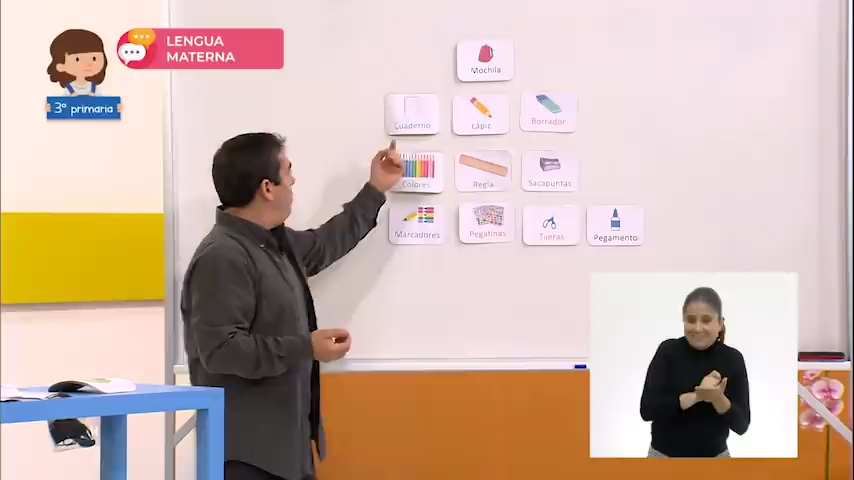 LENGUA
MATERNA
3° primaria
Mochila
Cuaderno
Lápiz
Borrador
Colores
Regla
Sacapuntas
Marcadores
Pegatinas
Tijeras
Pegamento